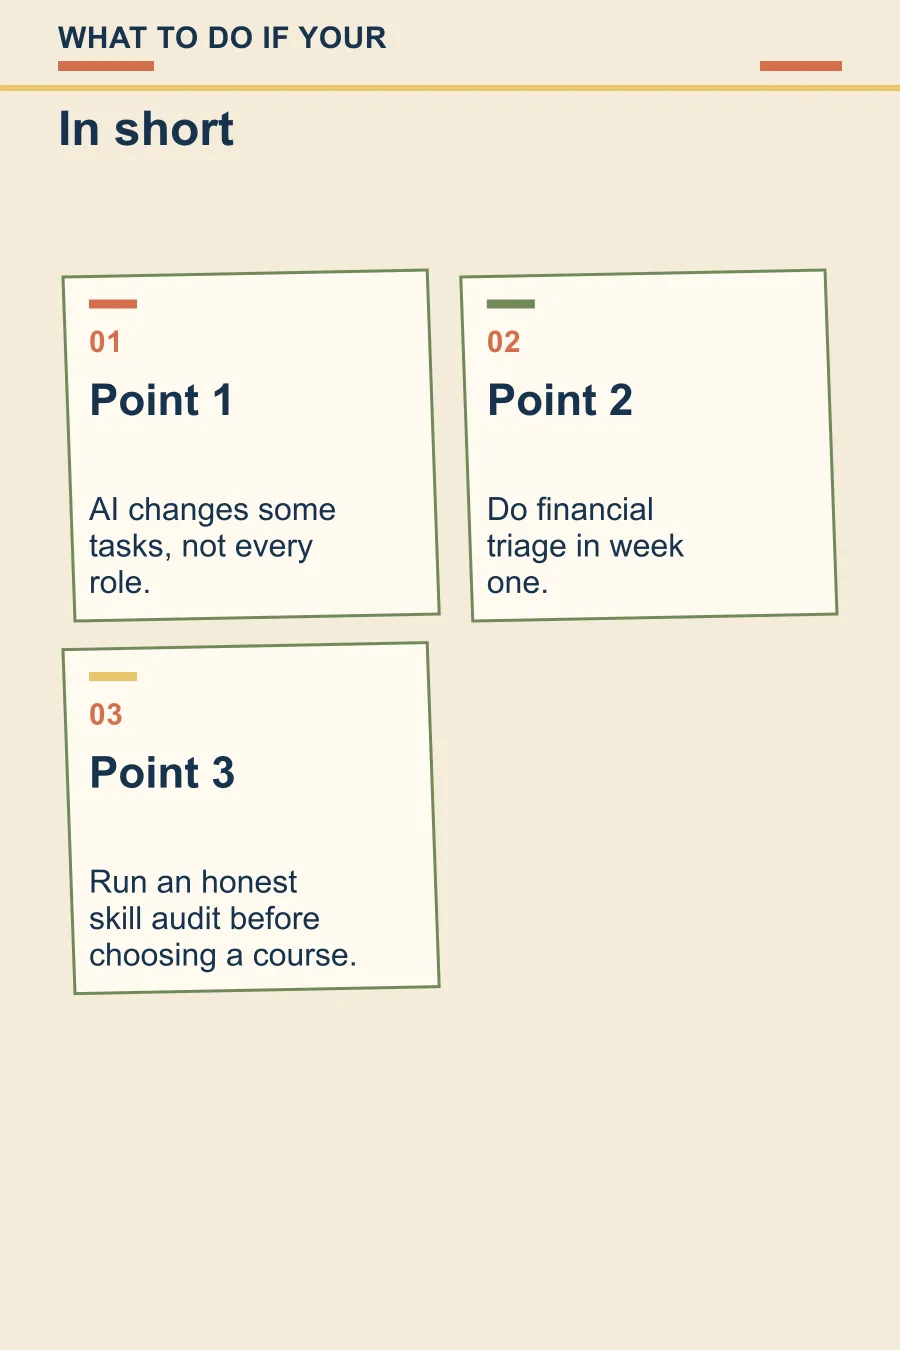 WHAT TO DO IF YOUR
In short
01
Point 1
AI changes some
tasks, not every
role.
02
Point 2
Do financial
triage in week
one.
03
Point 3
Run an honest
skill audit before
choosing a course.